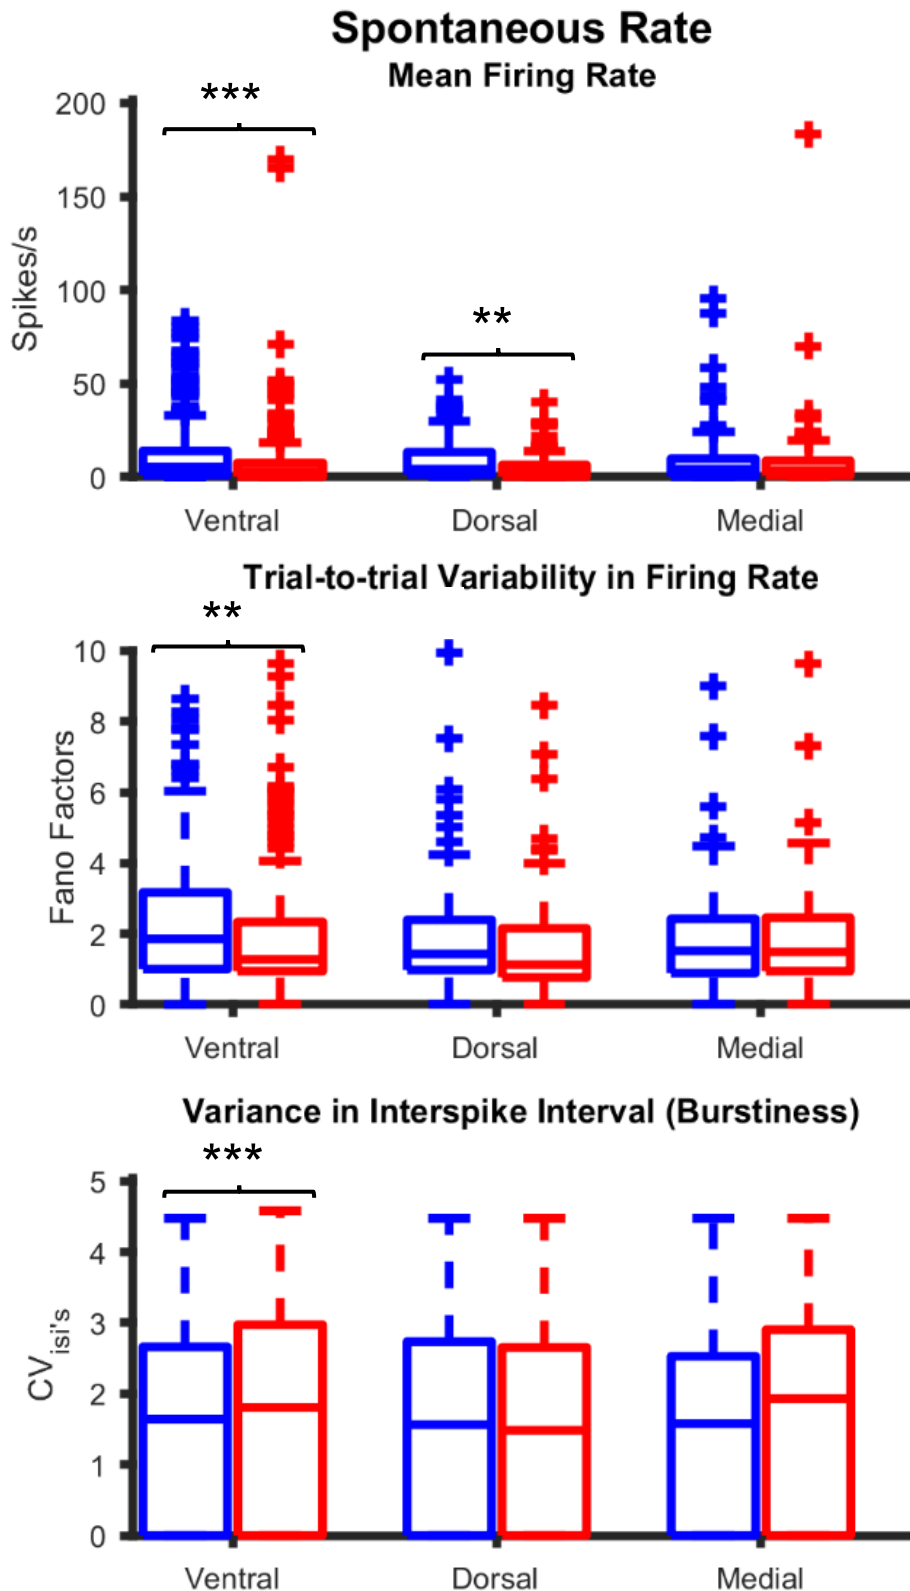 Spontaneous Rate
Mean Firing Rate
***
200
150
**
100
50
0
Spikes/s
Ventral Dorsal Medial
Trial-to-trial Variability in Firing Rate
**
10
8
6
4
2
0
Fano Factors
Ventral Dorsal Medial
Variance in Interspike Interval (Burstiness)
***
5
4
3
2
1
0
CVisi's
Ventral Dorsal Medial